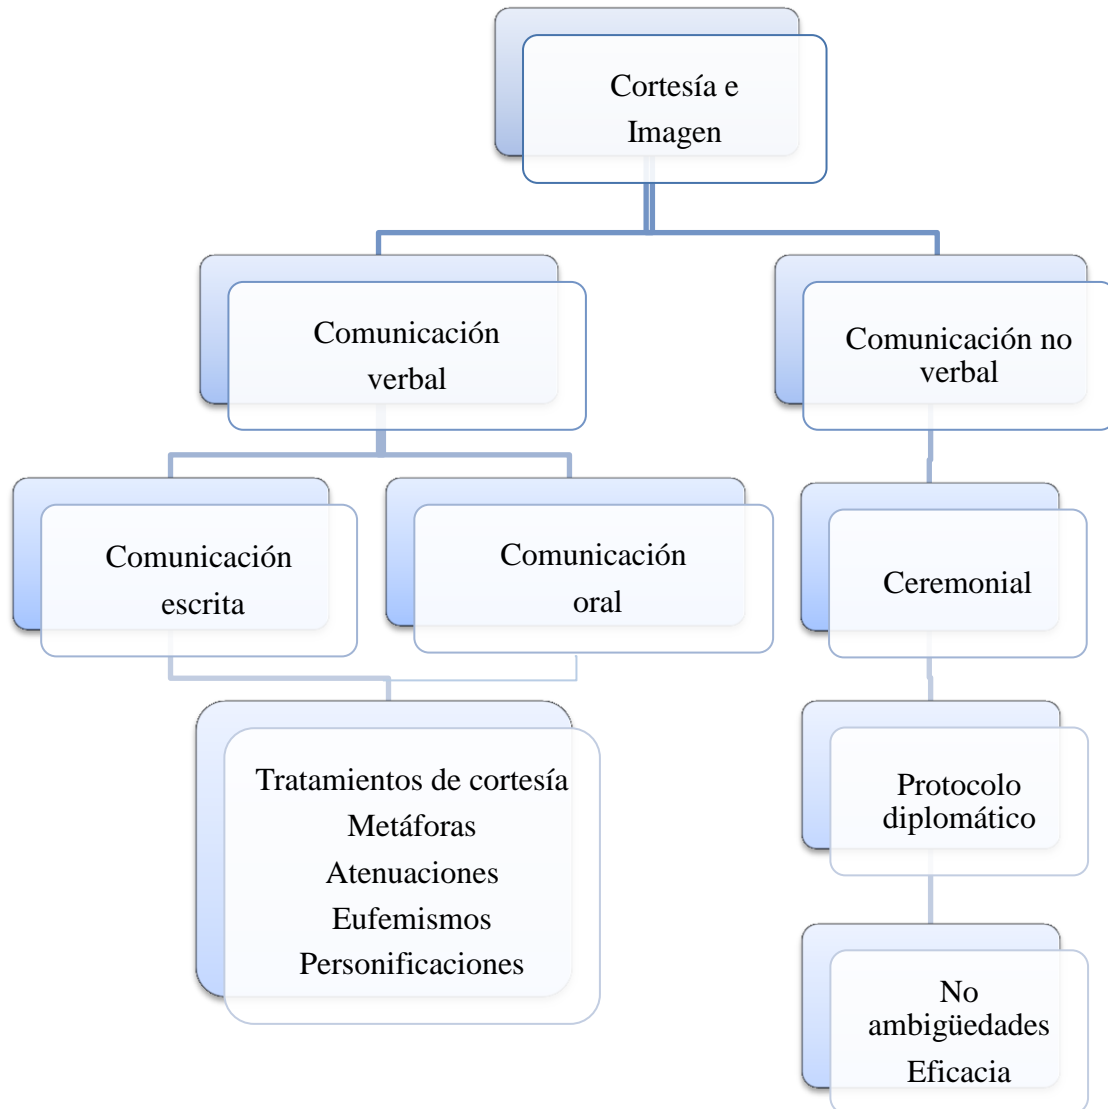 Cortesía e
Imagen
Comunicación
verbal
Comunicación no
verbal
Comunicación
escrita
Comunicación
oral
Ceremonial
Tratamientos de cortesía
Metáforas
Atenuaciones
Eufemismos
Personificaciones
Protocolo
diplomático
No
ambigüedades
Eficacia